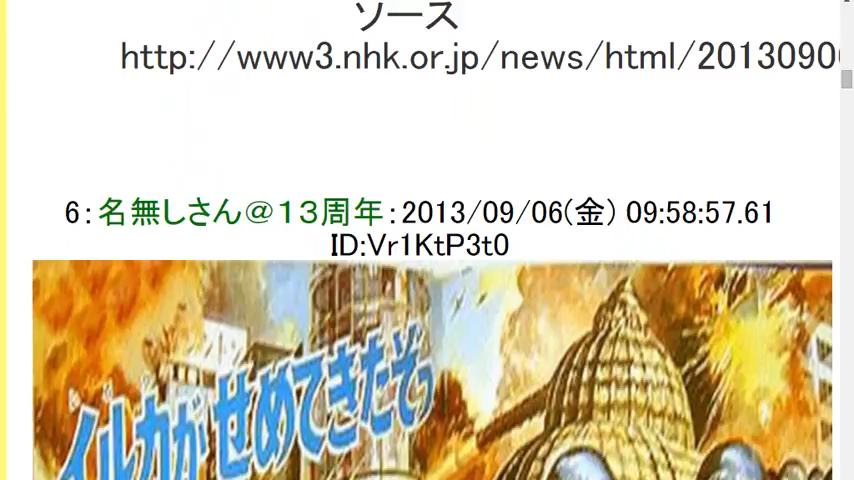 ソース
http://www3.nhk.or.jp/news/html/2013090
6：名無しさん＠１３周年：2013/09/06(金) 09:58:57.61
ID:Vr1KtP3t0
イルカがせめてきたぞっ